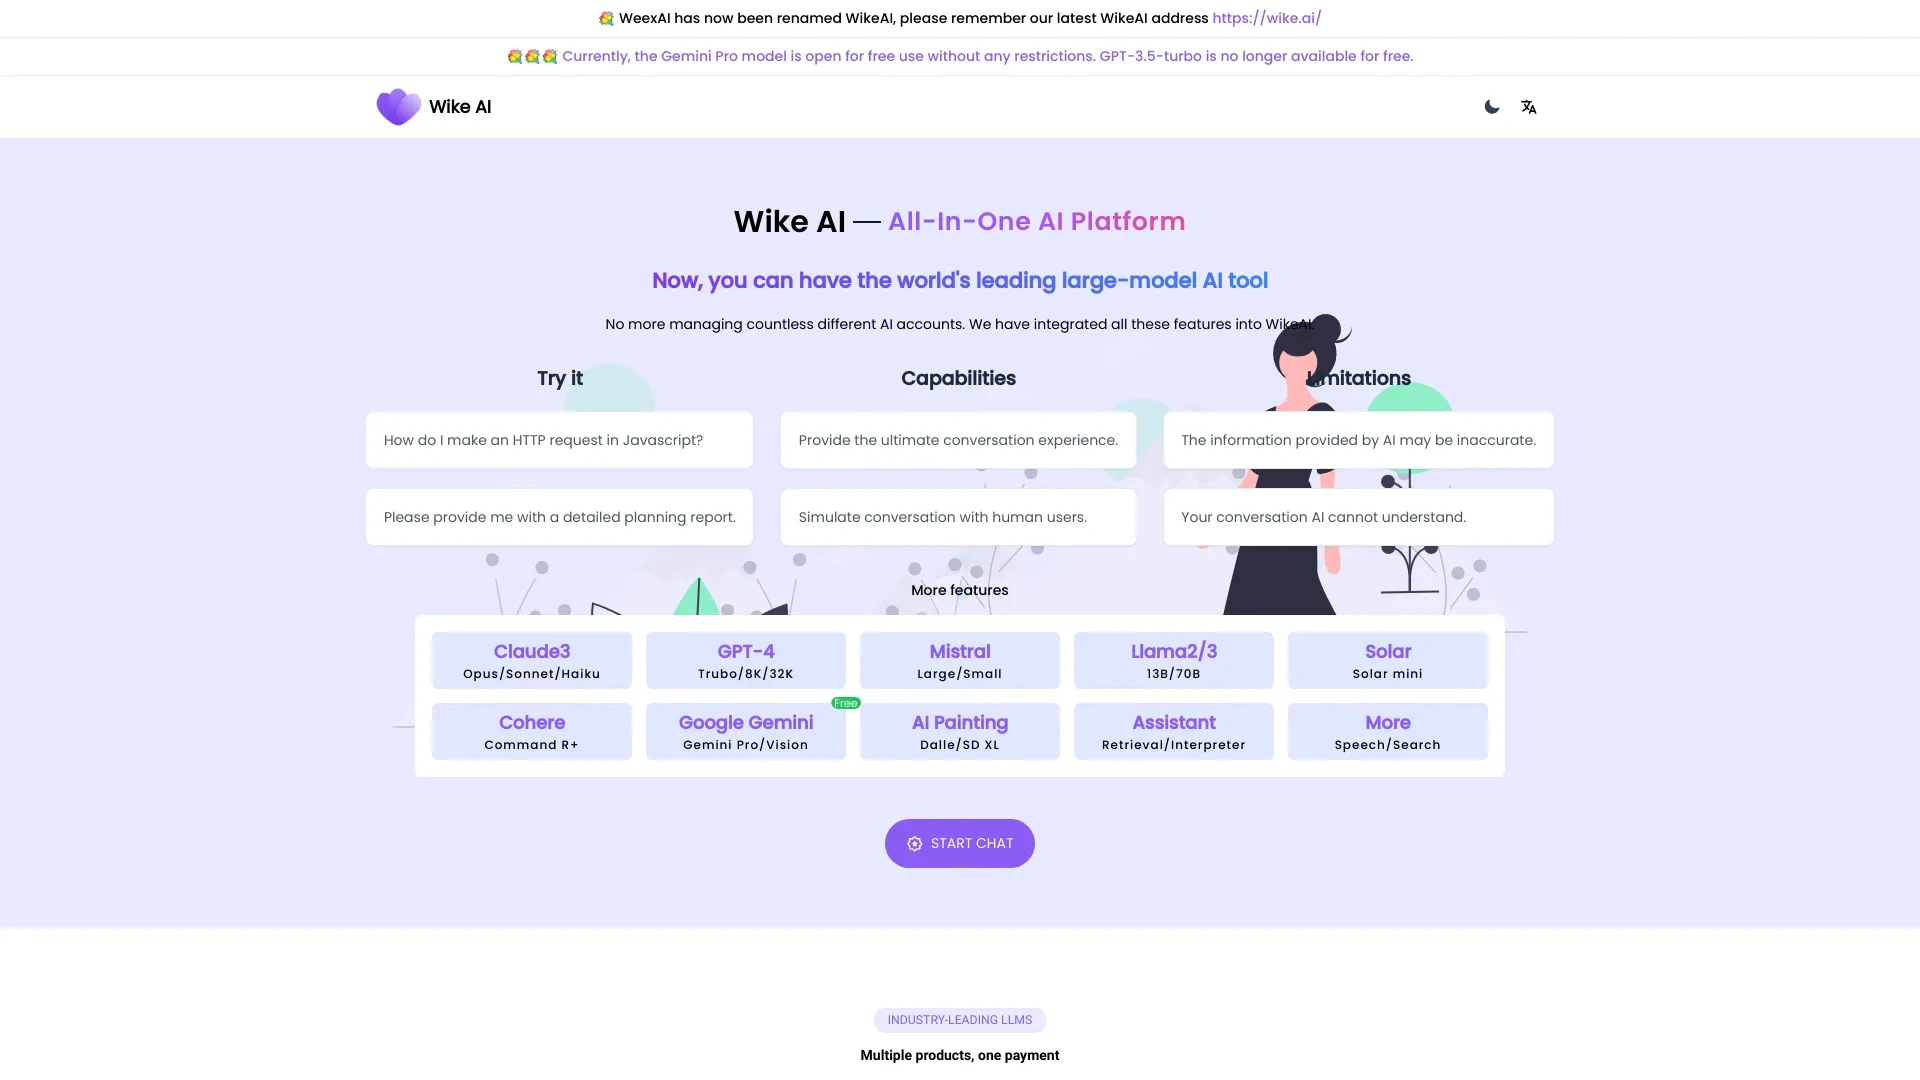 WeexAI has now been renamed WikeAI, please remember our latest WikeAI address https://wike.ai/
Currently, the Gemini Pro model is open for free use without any restrictions. GPT-3.5-turbo is no longer available for free.
Wike AI
Wike AI — All-In-One AI Platform
Now, you can have the world's leading large-model AI tool
No more managing countless different AI accounts. We have integrated all these features into WikeAI.
Try it
How do I make an HTTP request in Javascript?
Please provide me with a detailed planning report.
Capabilities
Provide the ultimate conversation experience.
Simulate conversation with human users.
Limitations
The information provided by AI may be inaccurate.
Your conversation AI cannot understand.
More features
Claude3
Opus/Sonnet/Haiku
GPT-4
Trubo/8K/32K
Mistral
Large/Small
Llama2/3
13B/70B
Solar
Solar mini
Cohere
Command R+
Free
Google Gemini
Gemini Pro/Vision
AI Painting
Dalle/SD XL
Assistant
Retrieval/Interpreter
More
Speech/Search
START CHAT
INDUSTRY-LEADING LLMS
Multiple products, one payment